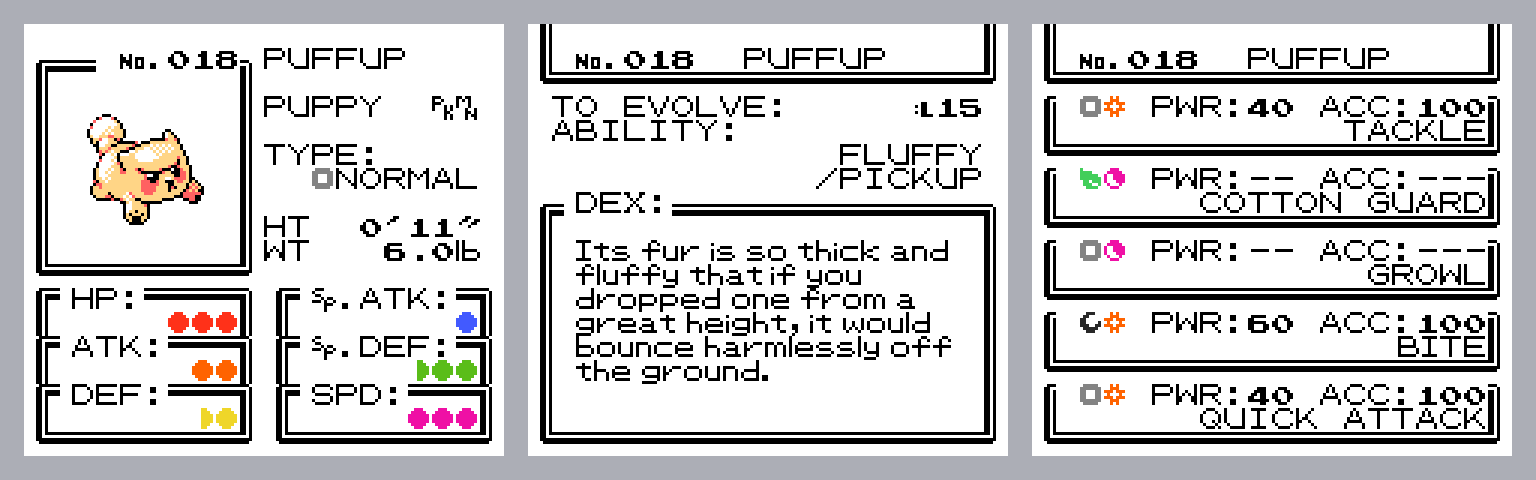 No.018 PUFFUP
PUPPY PKMN
TYPE:
NORMAL
HT 0'11"
WT 6.0lb
HP: Sp.ATK:
ATK: Sp.DEF:
DEF: SPD:
No.018 PUFFUP
TO EVOLVE: :L15
ABILITY:
FLUFFY
/PICKUP
DEX:
Its fur is so thick and
fluffy that if you
dropped one from a
great height, it would
bounce harmlessly off
the ground.
No.018 PUFFUP
PWR:40 ACC:100
TACKLE
PWR:-- ACC:---
COTTON GUARD
PWR:-- ACC:---
GROWL
PWR:60 ACC:100
BITE
PWR:40 ACC:100
QUICK ATTACK